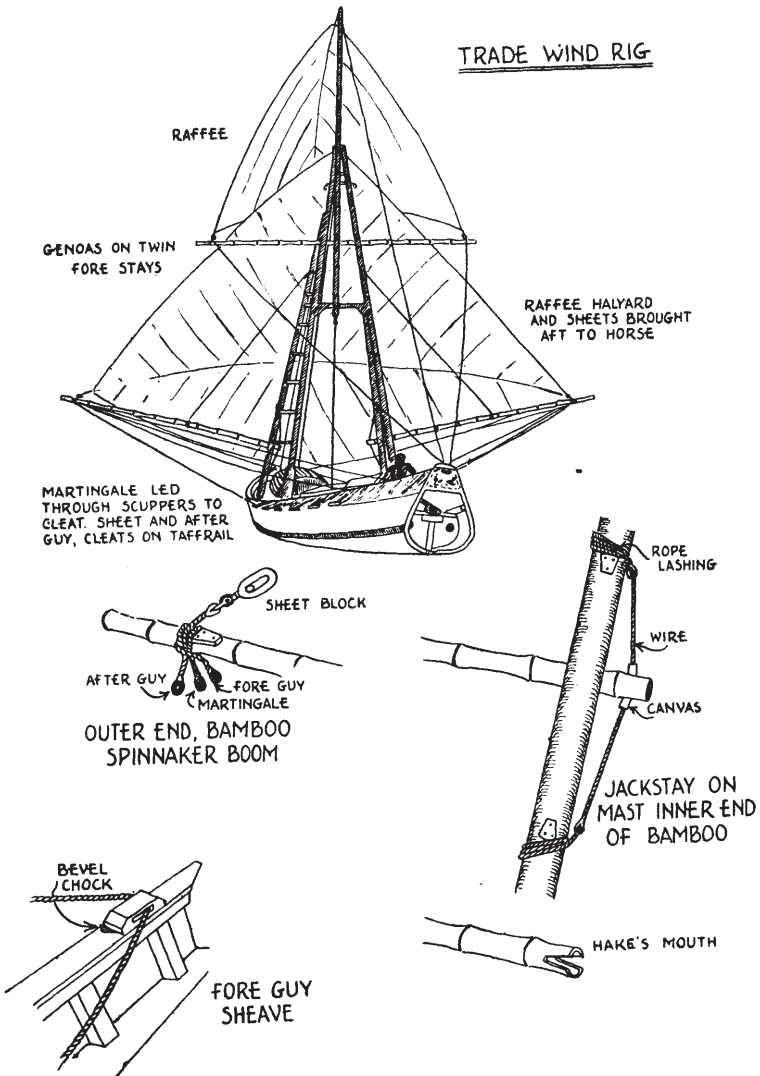 TRADE WIND RIG
RAFFEE
GENOAS ON TWIN
FORE STAYS
RAFFEE HALYARD
AND SHEETS BROUGHT
AFT TO HORSE
MARTINGALE LED
THROUGH SCUPPERS TO
CLEAT. SHEET AND AFTER
GUY, CLEATS ON TAFFRAIL
ROPE
LASHING
SHEET BLOCK
WIRE
AFTER GUY
FORE GUY
MARTINGALE
CANVAS
OUTER END, BAMBOO
SPINNAKER BOOM
JACKSTAY ON
MAST INNER END
OF BAMBOO
BEVEL
CHOCK
HAKE'S MOUTH
FORE GUY
SHEAVE